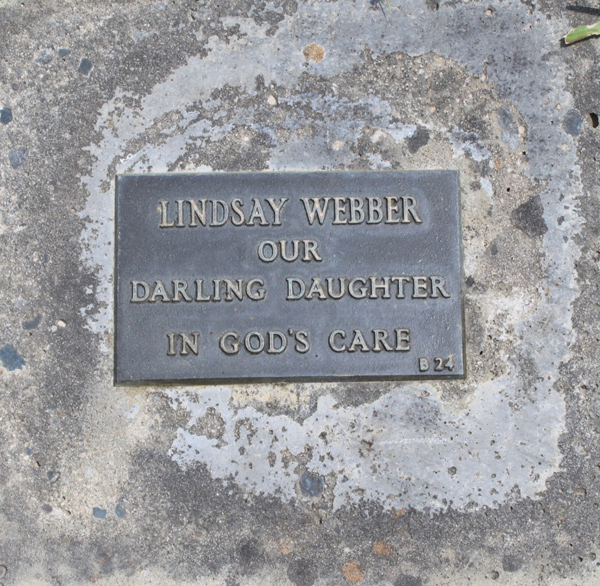 LINDSAY WEBBER
OUR
DARLING DAUGHTER
IN GOD'S CARE
B 24